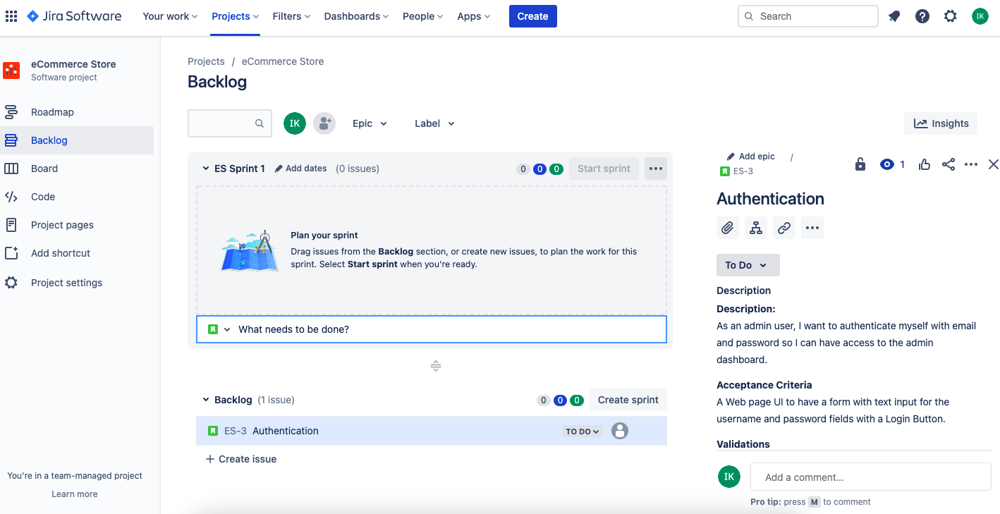 Jira Software
Your work
Projects
Filters
Dashboards
People
Apps
Create
Search
IK
eCommerce Store
Software project
Roadmap
Backlog
Board
Code
Project pages
Add shortcut
Project settings
You're in a team-managed project
Learn more
Projects / eCommerce Store
Backlog
IK
Epic
Label
Insights
ES Sprint 1 Add dates (0 issues) 0 0 0 Start sprint
Plan your sprint
Drag issues from the Backlog section, or create new issues, to plan the work for this
sprint. Select Start sprint when you're ready.
What needs to be done?
Backlog (1 issue) 0 0 0 Create sprint
ES-3 Authentication TO DO
Create issue
Add epic /
ES-3
1
Authentication
To Do
Description
Description:
As an admin user, I want to authenticate myself with email
and password so I can have access to the admin
dashboard.
Acceptance Criteria
A Web page UI to have a form with text input for the
username and password fields with a Login Button.
Validations
IK
Add a comment...
Pro tip: press M to comment